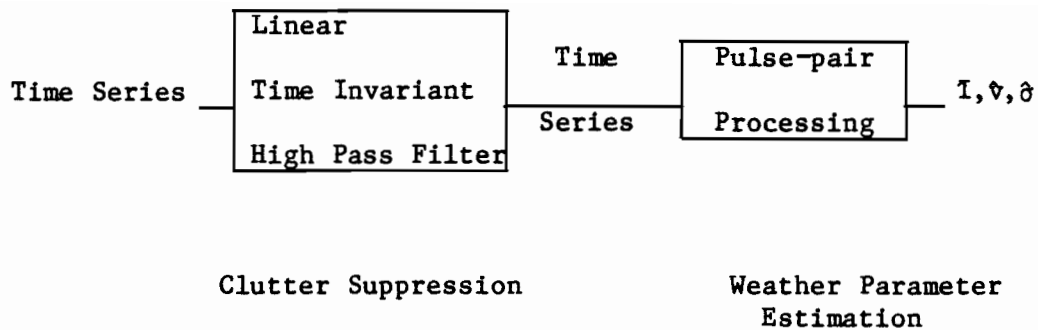 Linear
Time Invariant
High Pass Filter
Time Series
Time
Series
Pulse-pair
Processing
Î, v̂, σ̂
Clutter Suppression
Weather Parameter
Estimation